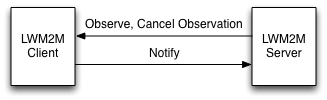 Observe, Cancel Observation
LWM2M
Client
Notify
LWM2M
Server